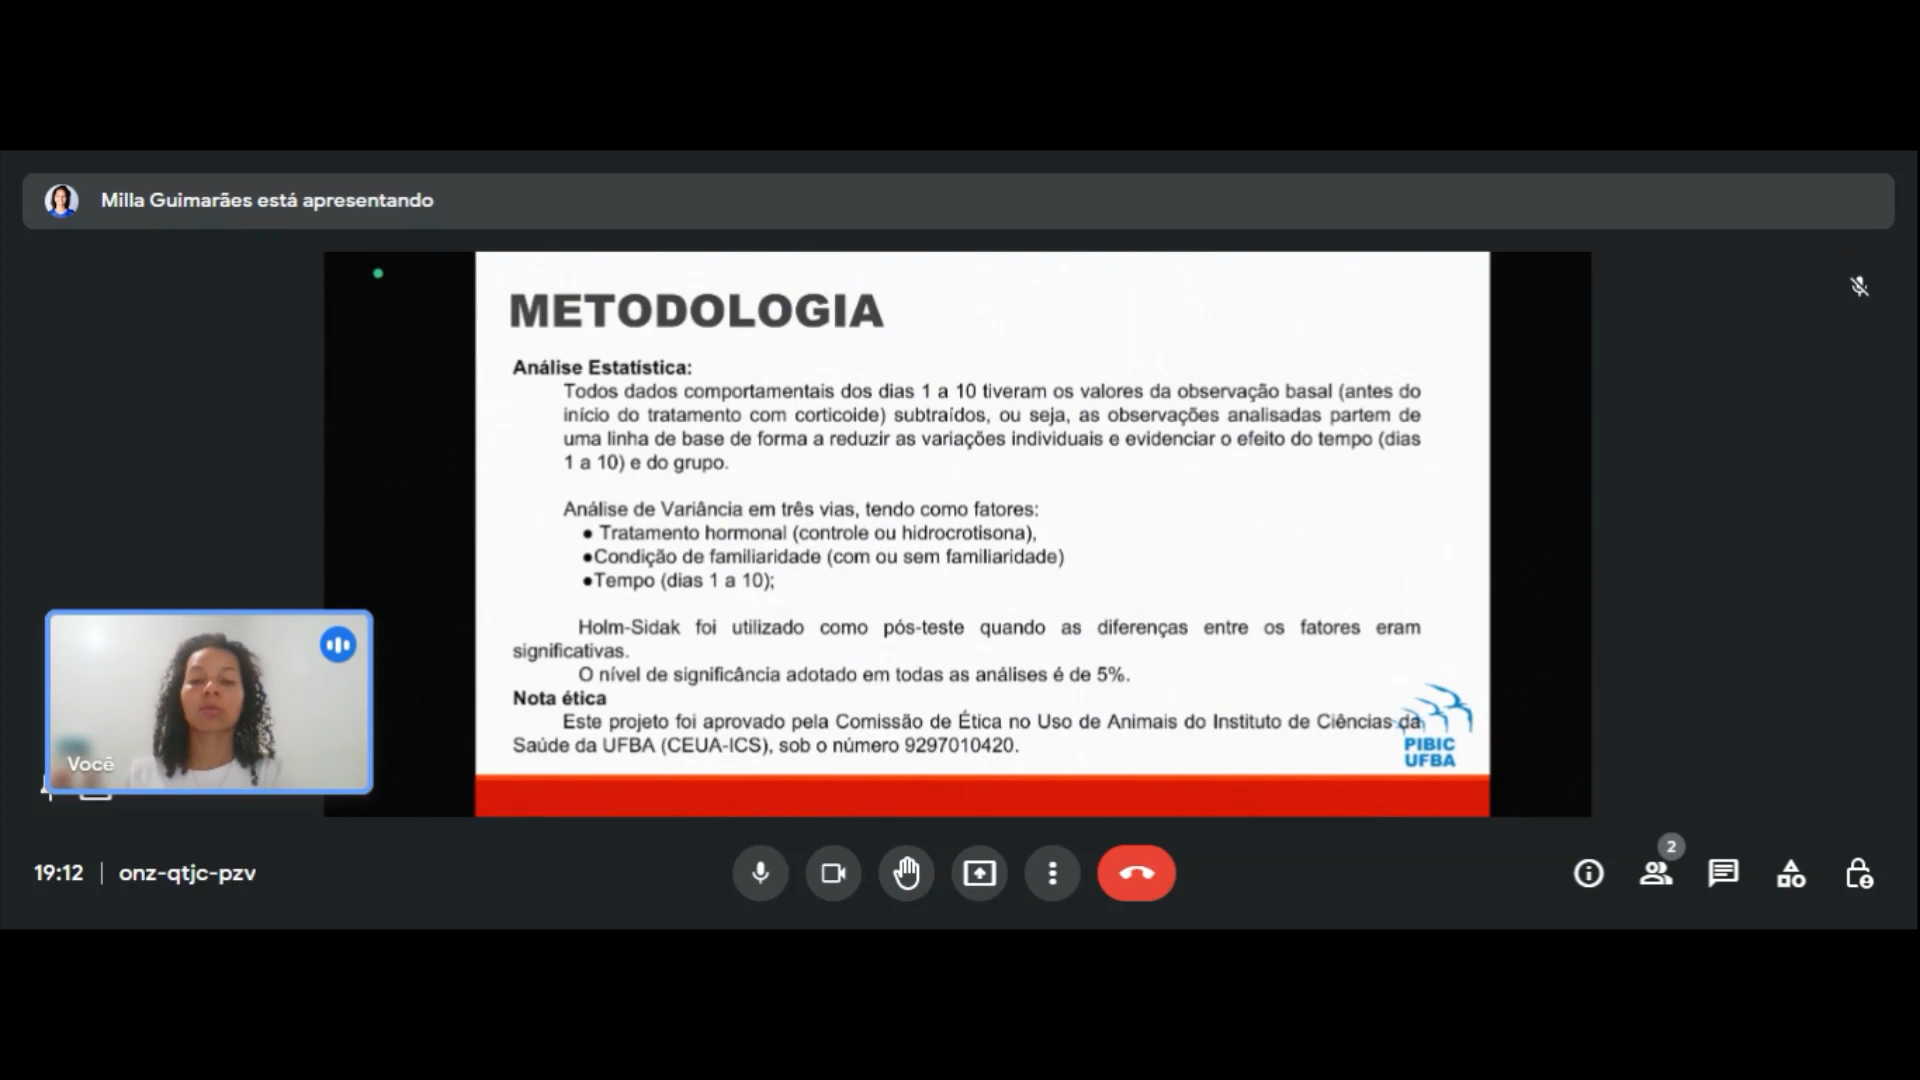 Milla Guimarães está apresentando
METODOLOGIA
Análise Estatística:
Todos dados comportamentais dos dias 1 a 10 tiveram os valores da observação basal (antes do
início do tratamento com corticoide) subtraídos, ou seja, as observações analisadas partem de
uma linha de base de forma a reduzir as variações individuais e evidenciar o efeito do tempo (dias
1 a 10) e do grupo.
Análise de Variância em três vias, tendo como fatores:
● Tratamento hormonal (controle ou hidrocrotisona),
●Condição de familiaridade (com ou sem familiaridade)
●Tempo (dias 1 a 10);
Holm-Sidak foi utilizado como pós-teste quando as diferenças entre os fatores eram
significativas.
O nível de significância adotado em todas as análises é de 5%.
Nota ética
Este projeto foi aprovado pela Comissão de Ética no Uso de Animais do Instituto de Ciências da
Saúde da UFBA (CEUA-ICS), sob o número 9297010420.
PIBIC
UFBA
Você
19:12 | onz-qtjc-pzv
2